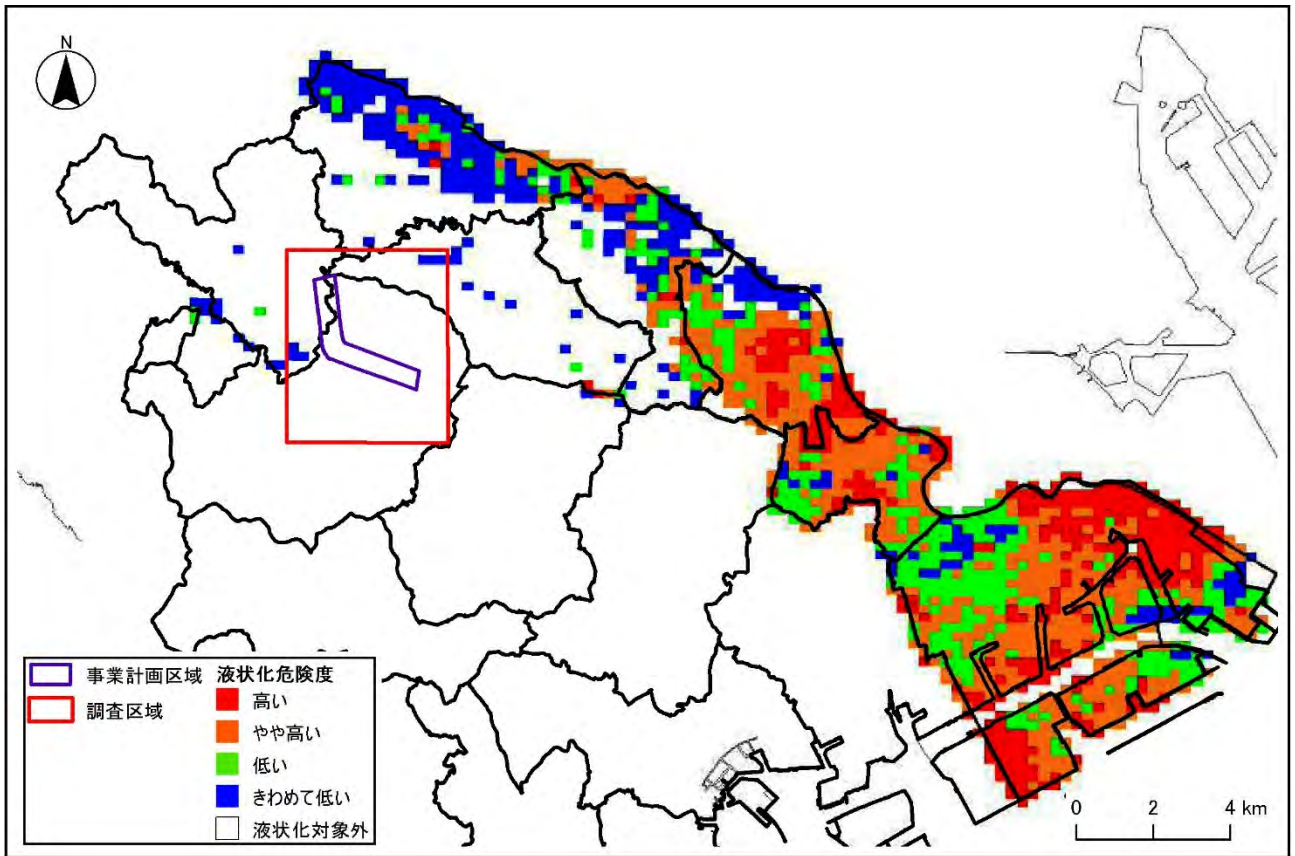 N
事業計画区域
調査区域
液状化危険度
高い
やや高い
低い
きわめて低い
液状化対象外
0 2 4 km